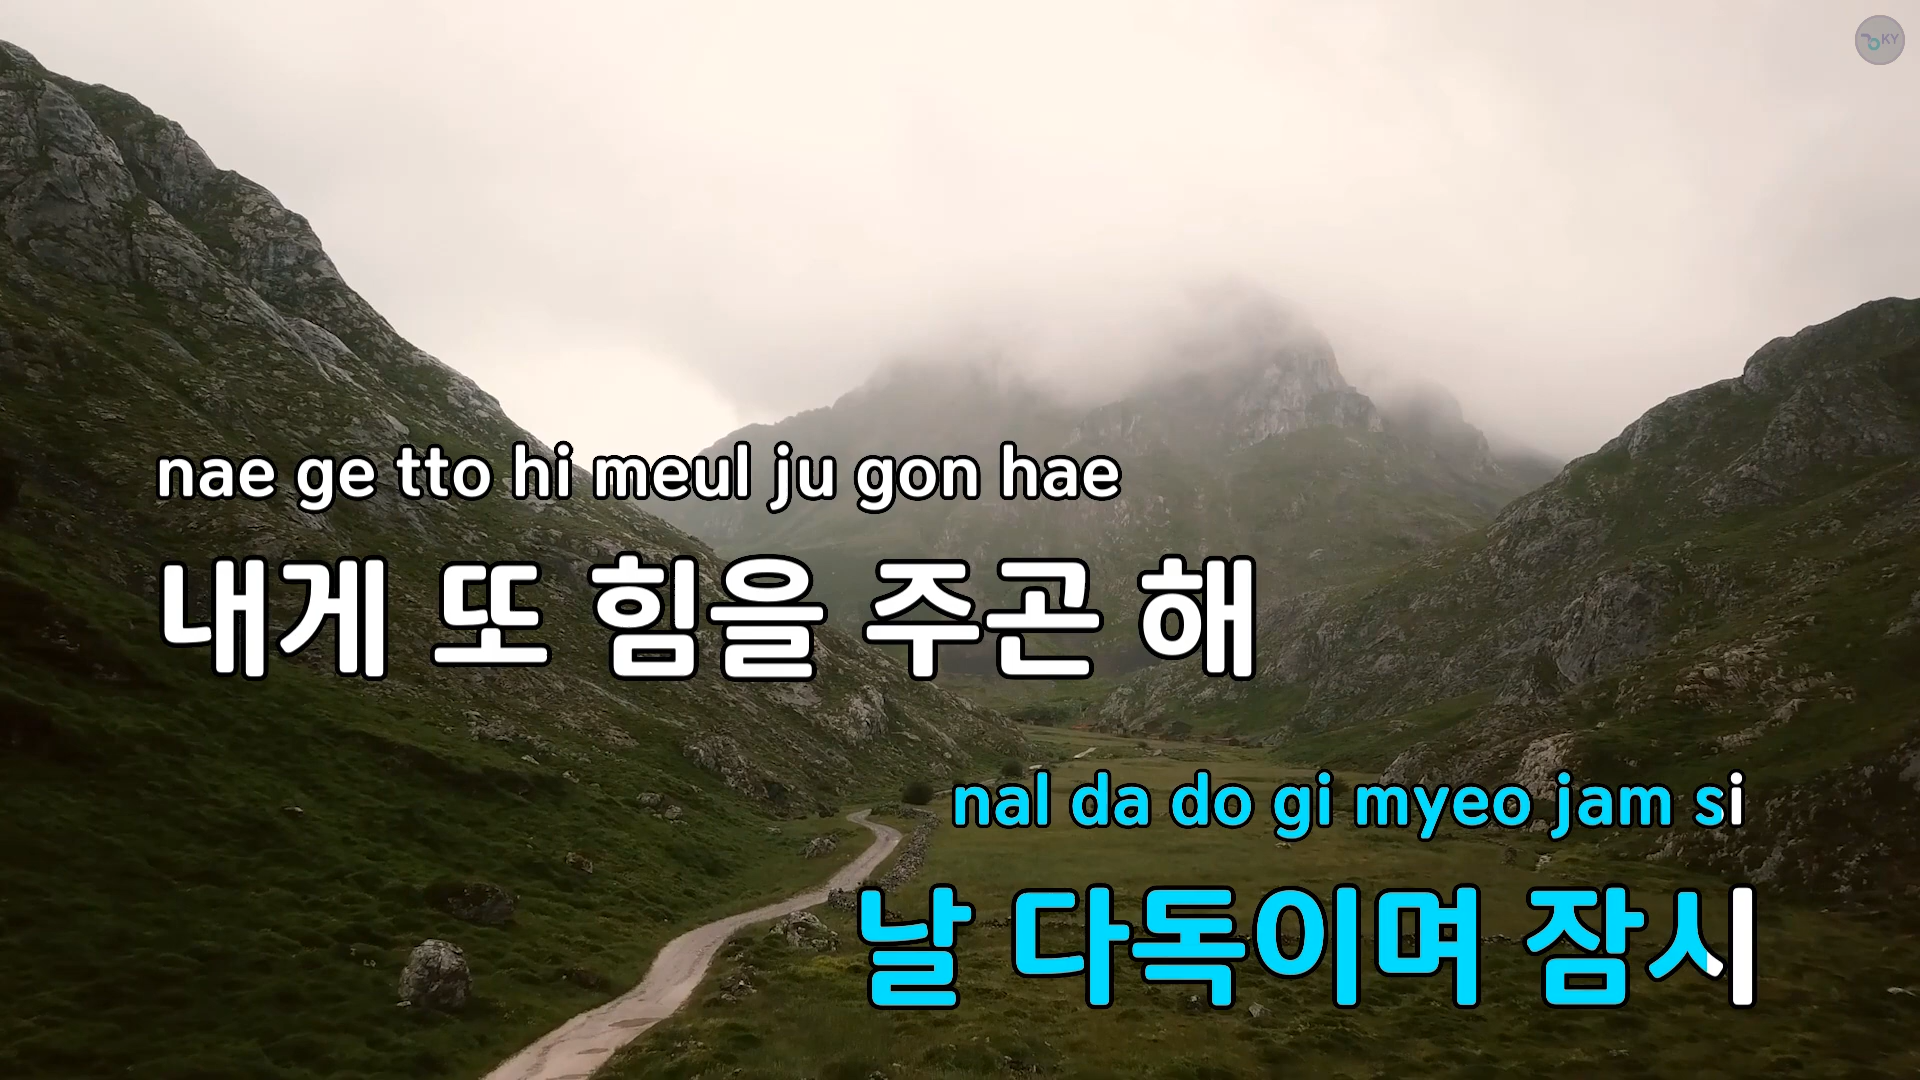 KY
nae ge tto hi meul ju gon hae
내게 또 힘을 주곤 해
nal da do gi myeo jam si
날 다독이며 잠시